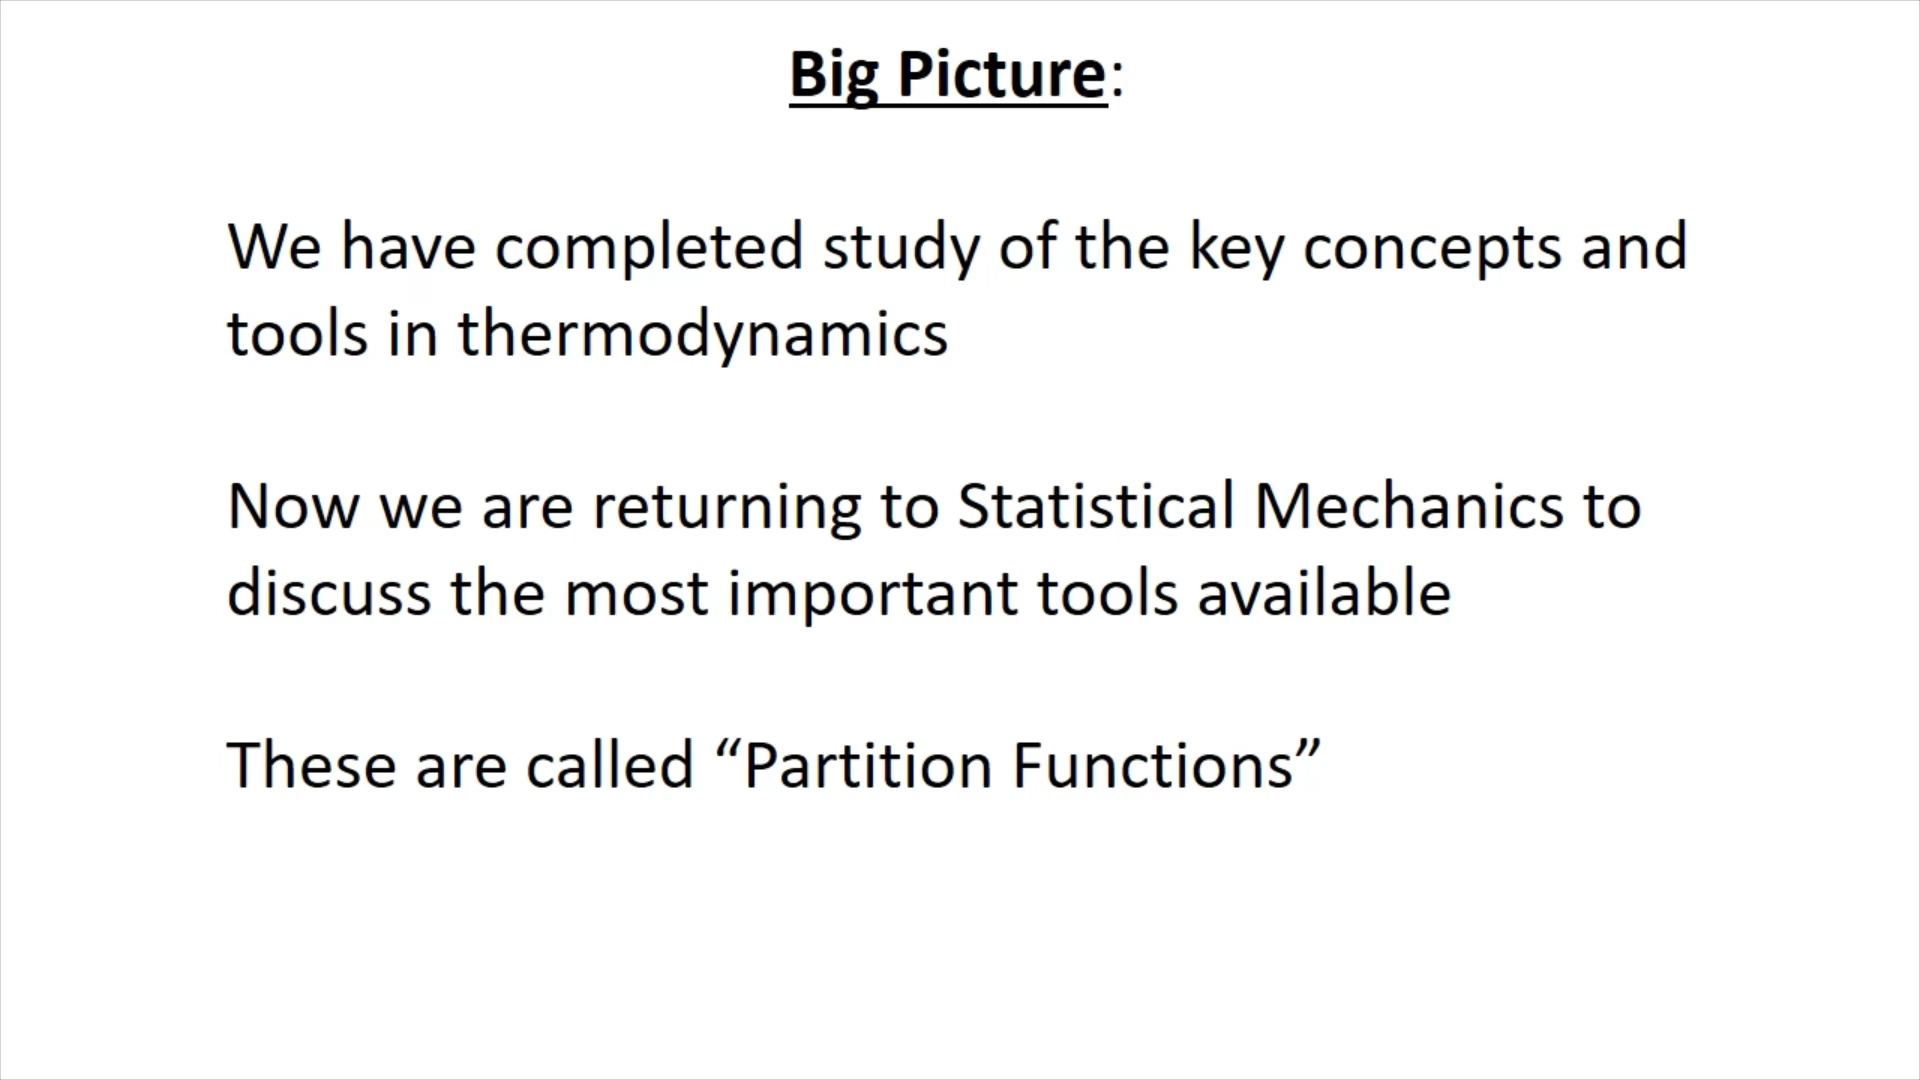 Big Picture:
We have completed study of the key concepts and
tools in thermodynamics
Now we are returning to Statistical Mechanics to
discuss the most important tools available
These are called “Partition Functions”